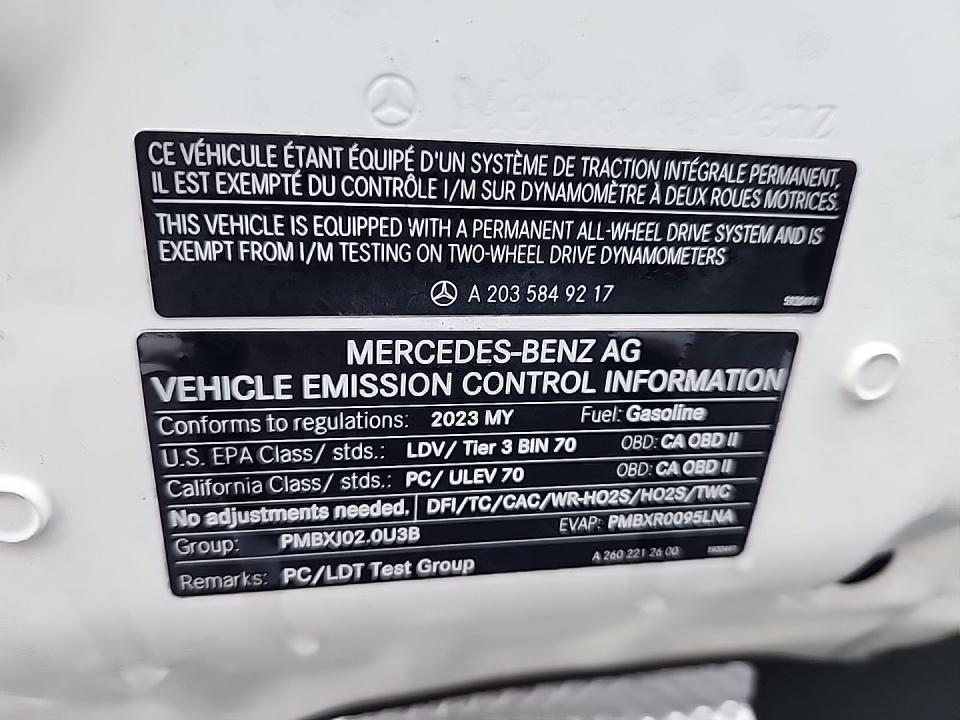 Mercedes-Benz
CE VÉHICULE ÉTANT ÉQUIPÉ D'UN SYSTÈME DE TRACTION INTÉGRALE PERMANENT,
IL EST EXEMPTÉ DU CONTRÔLE I/M SUR DYNAMOMÈTRE À DEUX ROUES MOTRICES.
THIS VEHICLE IS EQUIPPED WITH A PERMANENT ALL-WHEEL DRIVE SYSTEM AND IS
EXEMPT FROM I/M TESTING ON TWO-WHEEL DRIVE DYNAMOMETERS
A 203 584 92 17
MERCEDES-BENZ AG
VEHICLE EMISSION CONTROL INFORMATION
Conforms to regulations: 2023 MY Fuel: Gasoline
U.S. EPA Class/ stds.: LDV/ Tier 3 BIN 70 OBD: CA OBD II
California Class/ stds.: PC/ ULEV 70 OBD: CA OBD II
No adjustments needed. DFI/TC/CAC/WR-HO2S/HO2S/TWC
Group: PMBXJ02.0U3B EVAP: PMBXR0095LNA
Remarks: PC/LDT Test Group A 260 221 26 00